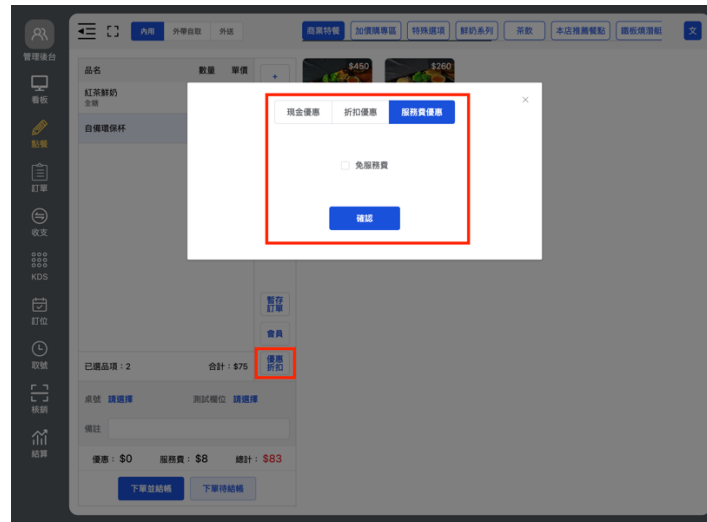 管理後台
看板
點餐
訂單
收支
KDS
訂位
取號
核銷
結算
內用
外帶自取
外送
商業特餐
加價購專區
特殊選項
鮮奶系列
茶飲
本店推薦餐點
鐵板燒潛艇
文
品名
數量
單價
+
紅茶鮮奶
去糖
自備環保杯
$450
$260
現金優惠
折扣優惠
服務費優惠
×
免服務費
確認
暫存
訂單
會員
優惠
折扣
已選品項：2
合計：$75
桌號 請選擇
測試欄位 請選擇
備註
優惠：$0
服務費：$8
總計：$83
下單並結帳
下單待結帳